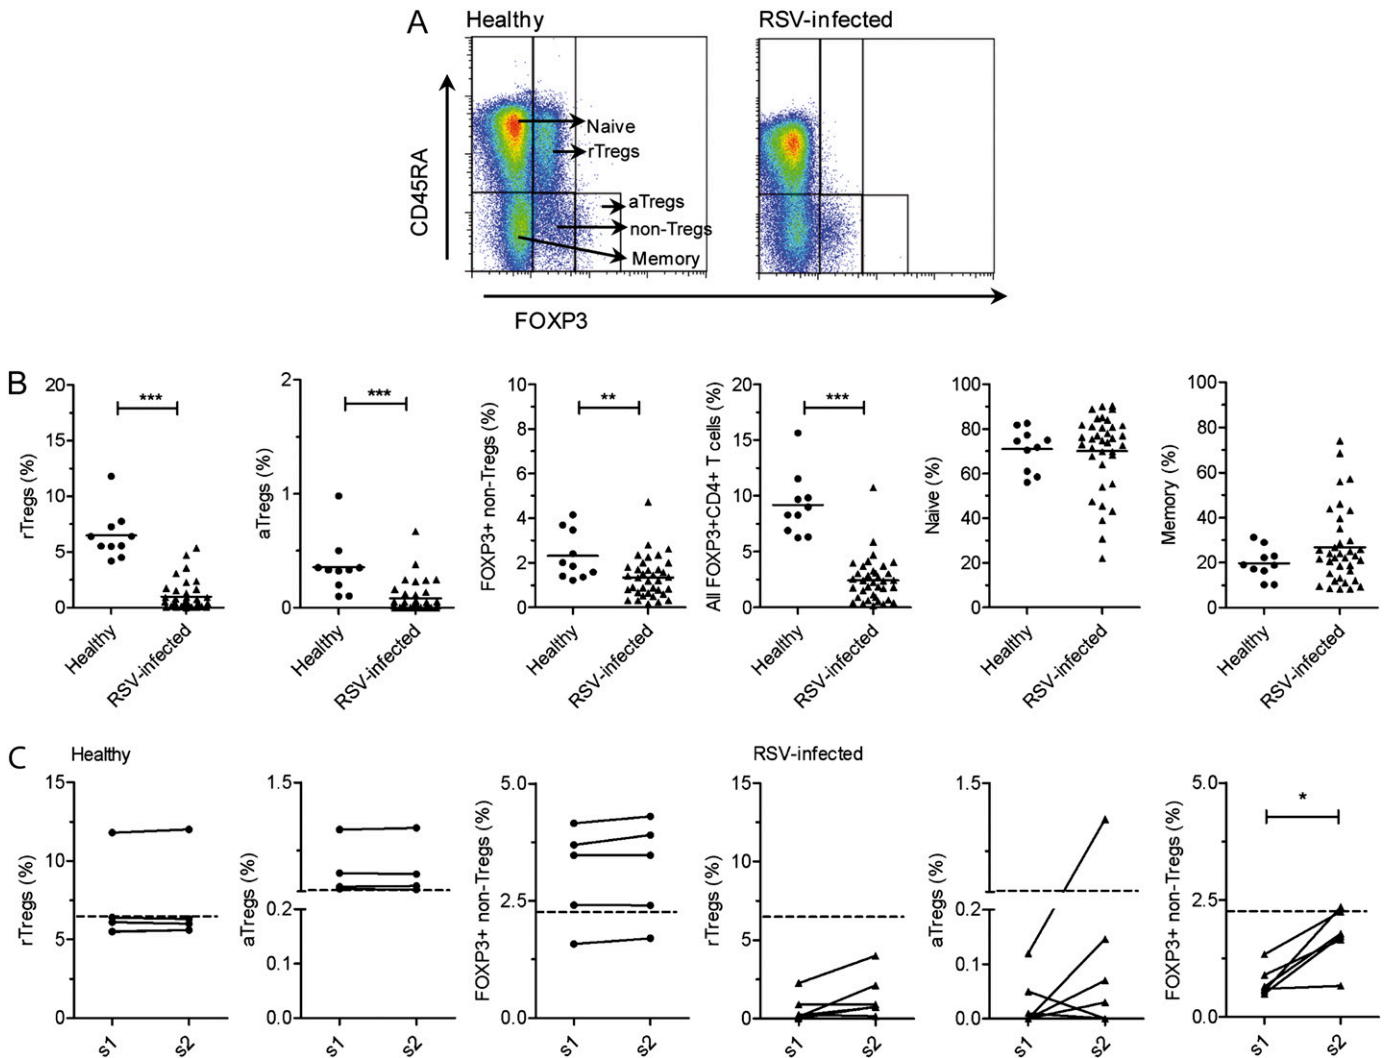 A
Healthy
RSV-infected
CD45RA
Naive
rTregs
aTregs
non-Tregs
Memory
FOXP3
B
rTregs (%)
20
15
10
5
0
***
Healthy
RSV-infected
aTregs (%)
2
1
0
***
Healthy
RSV-infected
FOXP3+ non-Tregs (%)
10
8
6
4
2
0
**
Healthy
RSV-infected
All FOXP3+CD4+ T cells (%)
20
15
10
5
0
***
Healthy
RSV-infected
Naive (%)
100
80
60
40
20
0
Healthy
RSV-infected
Memory (%)
100
80
60
40
20
0
Healthy
RSV-infected
C
Healthy
rTregs (%)
15
10
5
0
s1
s2
aTregs (%)
1.5
0.2
0.1
0.0
s1
s2
FOXP3+ non-Tregs (%)
5.0
2.5
0.0
s1
s2
RSV-infected
rTregs (%)
15
10
5
0
s1
s2
aTregs (%)
1.5
0.2
0.1
0.0
s1
s2
FOXP3+ non-Tregs (%)
5.0
2.5
0.0
*
s1
s2